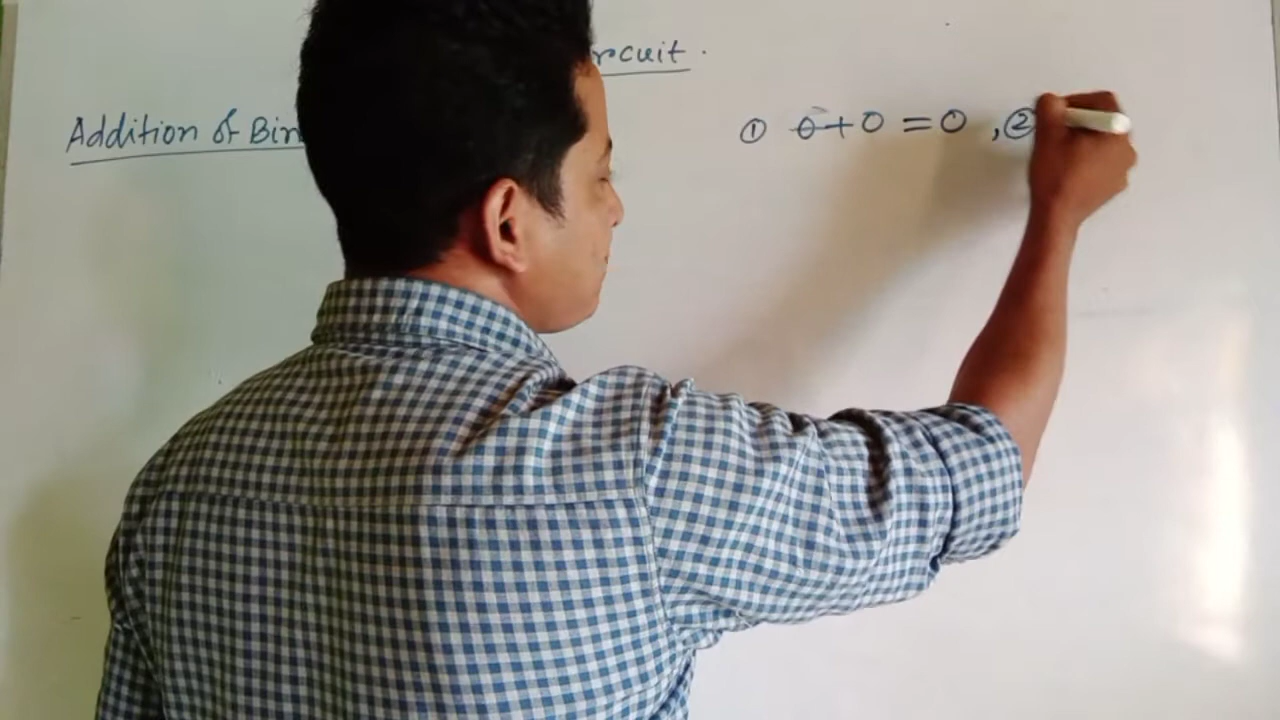 rcuit.
Addition of Bin
① 0+0 = 0 , ②